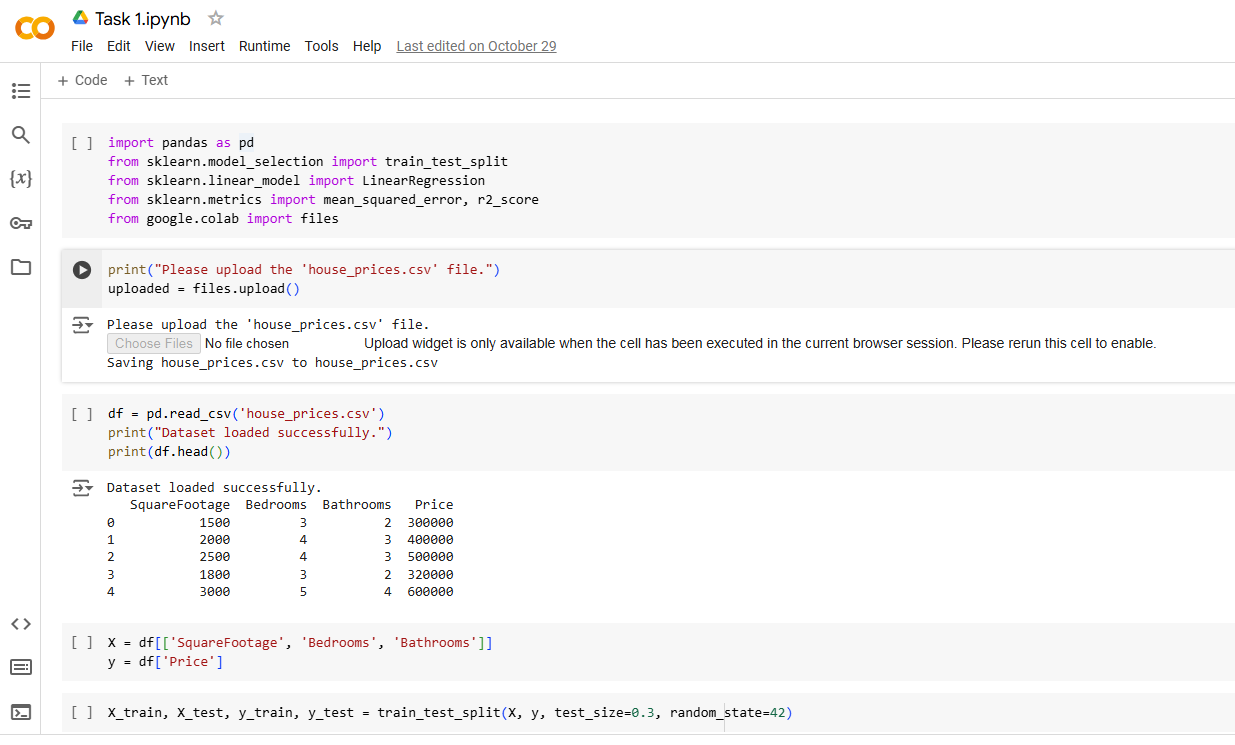 Task 1.ipynb
File Edit View Insert Runtime Tools Help Last edited on October 29
+ Code + Text
[ ] import pandas as pd
from sklearn.model_selection import train_test_split
from sklearn.linear_model import LinearRegression
from sklearn.metrics import mean_squared_error, r2_score
from google.colab import files
print("Please upload the 'house_prices.csv' file.")
uploaded = files.upload()
Please upload the 'house_prices.csv' file.
Choose Files No file chosen Upload widget is only available when the cell has been executed in the current browser session. Please rerun this cell to enable.
Saving house_prices.csv to house_prices.csv
[ ] df = pd.read_csv('house_prices.csv')
print("Dataset loaded successfully.")
print(df.head())
Dataset loaded successfully.
SquareFootage Bedrooms Bathrooms Price
0 1500 3 2 300000
1 2000 4 3 400000
2 2500 4 3 500000
3 1800 3 2 320000
4 3000 5 4 600000
[ ] X = df[['SquareFootage', 'Bedrooms', 'Bathrooms']]
y = df['Price']
[ ] X_train, X_test, y_train, y_test = train_test_split(X, y, test_size=0.3, random_state=42)